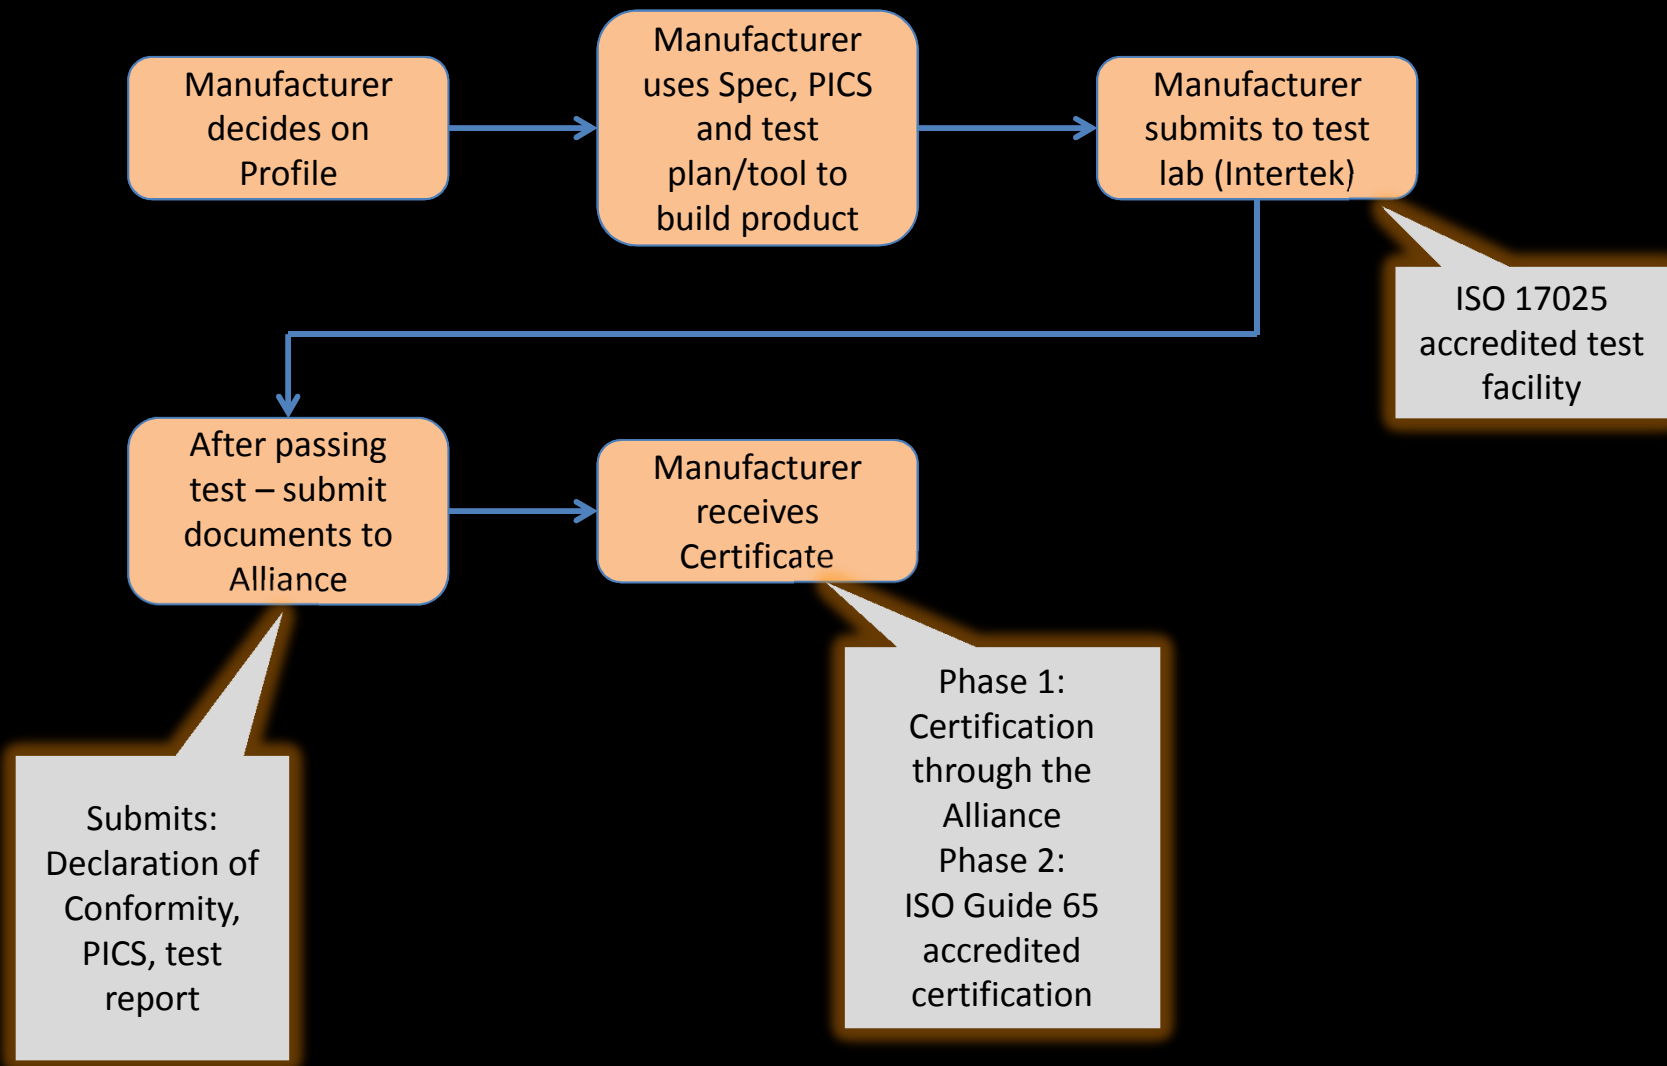 Manufacturer
decides on
Profile
Manufacturer
uses Spec, PICS
and test
plan/tool to
build product
Manufacturer
submits to test
lab (Intertek)
ISO 17025
accredited test
facility
After passing
test – submit
documents to
Alliance
Manufacturer
receives
Certificate
Submits:
Declaration of
Conformity,
PICS, test
report
Phase 1:
Certification
through the
Alliance
Phase 2:
ISO Guide 65
accredited
certification